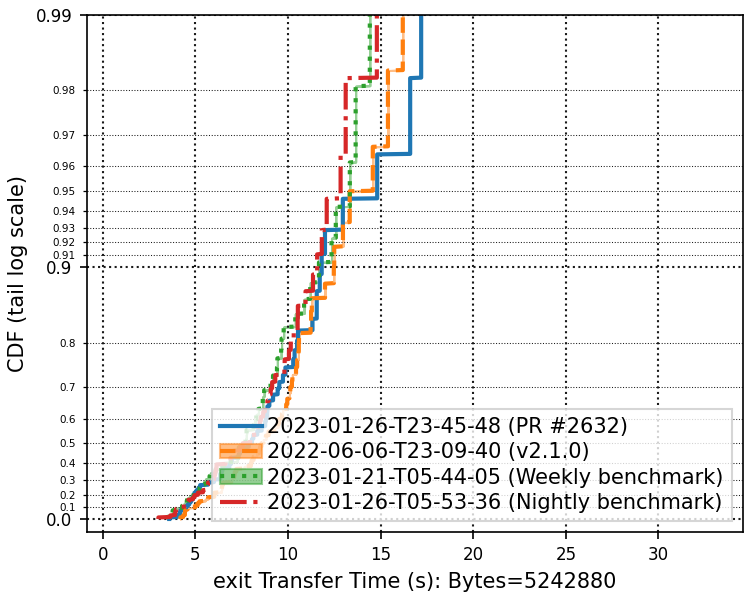 0.99
0.98
0.97
0.96
0.95
0.94
0.93
0.92
0.91
0.9
0.8
0.7
0.6
0.5
0.4
0.3
0.2
0.1
0.0
CDF (tail log scale)
2023-01-26-T23-45-48 (PR #2632)
2022-06-06-T23-09-40 (v2.1.0)
2023-01-21-T05-44-05 (Weekly benchmark)
2023-01-26-T05-53-36 (Nightly benchmark)
0 5 10 15 20 25 30
exit Transfer Time (s): Bytes=5242880